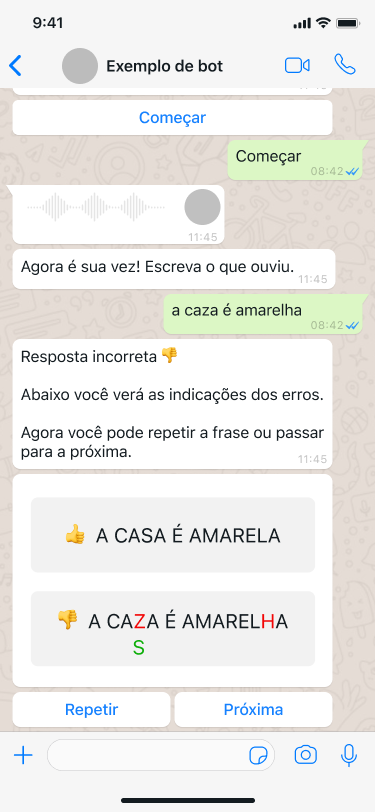 9:41
Exemplo de bot
11:45
Começar
Começar
08:42
11:45
Agora é sua vez! Escreva o que ouviu.
11:45
a caza é amarelha
08:42
Resposta incorreta 👎
Abaixo você verá as indicações dos erros.
Agora você pode repetir a frase ou passar
para a próxima.
11:45
👍 A CASA É AMARELA
👎 A CAZA É AMARELHA
S
Repetir
Próxima